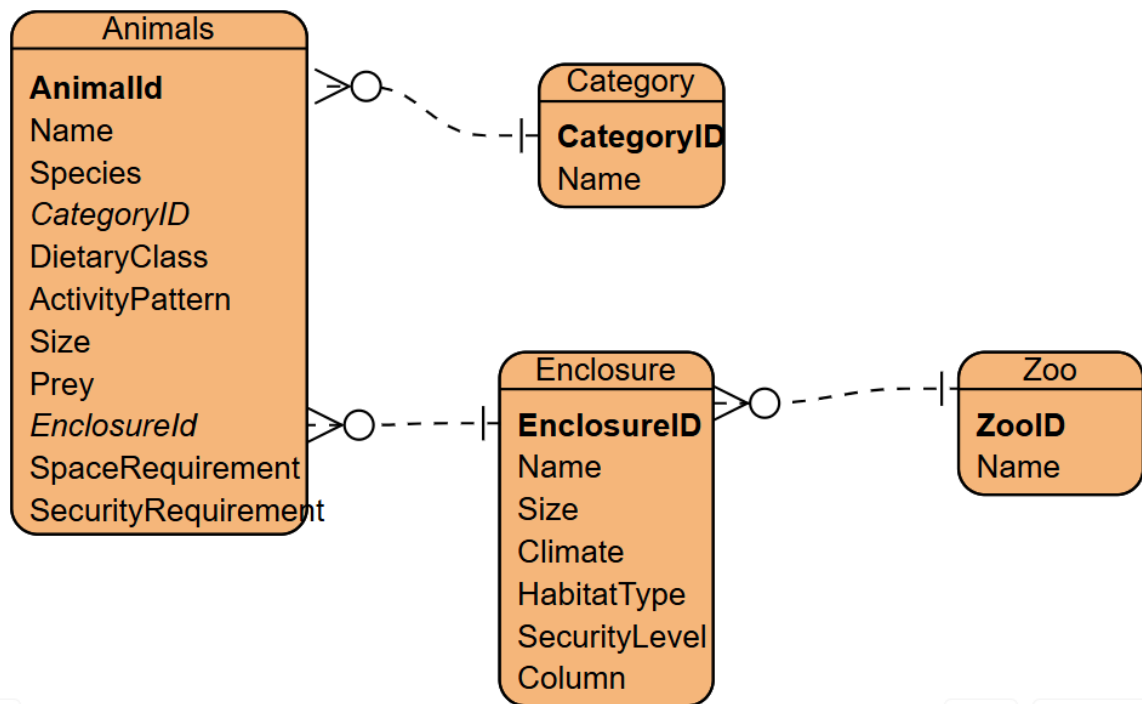 Animals
AnimalId
Name
Species
CategoryID
DietaryClass
ActivityPattern
Size
Prey
EnclosureId
SpaceRequirement
SecurityRequirement
Category
CategoryID
Name
Enclosure
EnclosureID
Name
Size
Climate
HabitatType
SecurityLevel
Column
Zoo
ZooID
Name